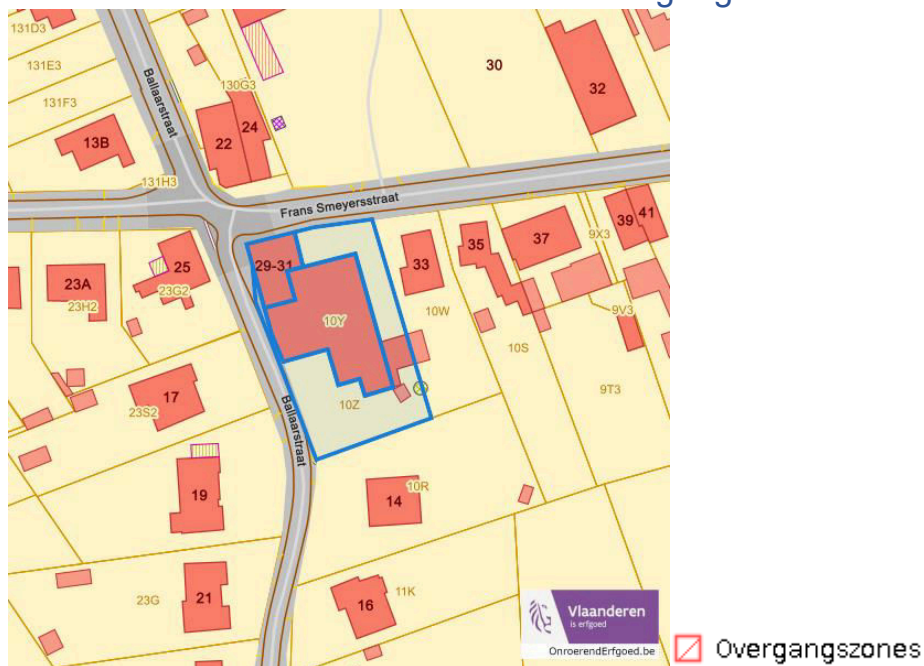 131D3
131E3
131F3
Ballaarstraat
130G3
30
32
22
24
13B
131H3
Frans Smeyersstraat
39
41
35
37
9X3
25
29-31
33
23A
23G2
23H2
10W
10Y
9V3
10S
17
23S2
10Z
9T3
Ballaarstraat
10R
14
19
23G
21
16
11K
Vlaanderen
is erfgoed
OnroerendErfgoed.be
Overgangszones